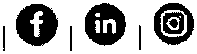 | f | in |